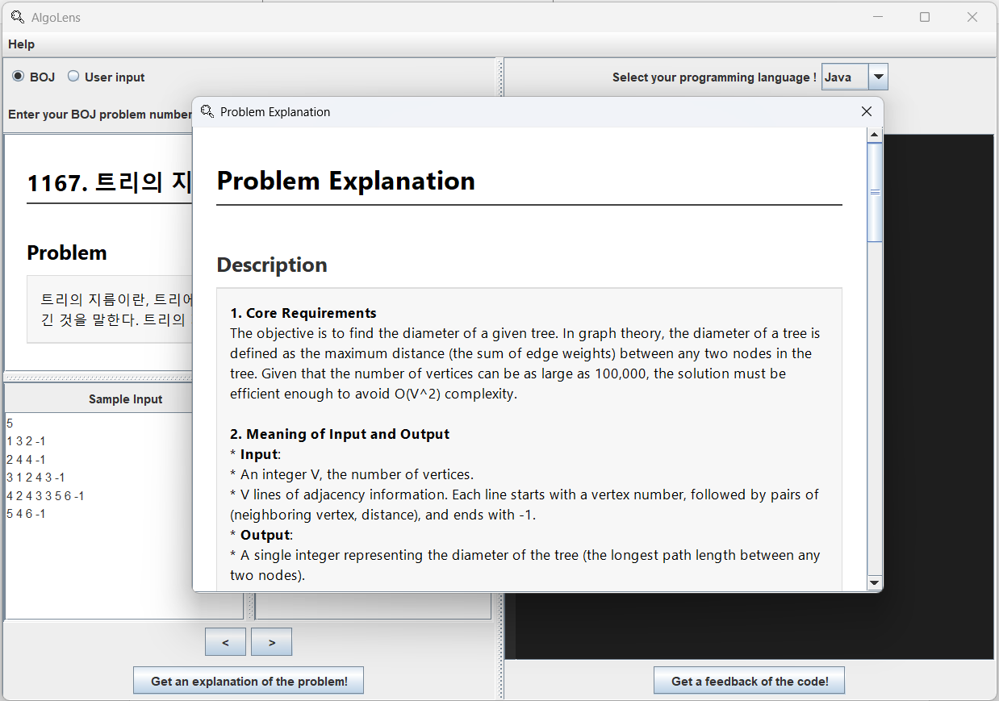 AlgoLens
Help
BOJ
User input
Select your programming language !
Java
Enter your BOJ problem number
1167. 트리의 지
Problem
트리의 지름이란, 트리에
긴 것을 말한다. 트리의
Sample Input
5
1 3 2 -1
2 4 4 -1
3 1 2 4 3 -1
4 2 4 3 3 5 6 -1
5 4 6 -1
Problem Explanation
Problem Explanation
Description
1. Core Requirements
The objective is to find the diameter of a given tree. In graph theory, the diameter of a tree is
defined as the maximum distance (the sum of edge weights) between any two nodes in the
tree. Given that the number of vertices can be as large as 100,000, the solution must be
efficient enough to avoid O(V^2) complexity.
2. Meaning of Input and Output
* Input:
* An integer V, the number of vertices.
* V lines of adjacency information. Each line starts with a vertex number, followed by pairs of
(neighboring vertex, distance), and ends with -1.
* Output:
* A single integer representing the diameter of the tree (the longest path length between any
two nodes).
< >
Get an explanation of the problem!
Get a feedback of the code!